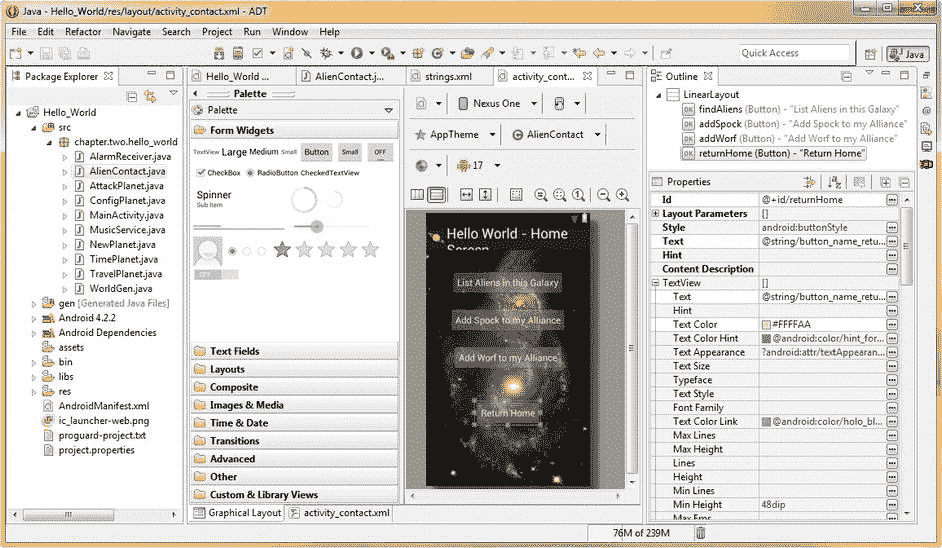 Java - Hello_World/res/layout/activity_contact.xml - ADT
File Edit Refactor Navigate Search Project Run Window Help
Quick Access
Java
Package Explorer
Hello_World
src
chapter.two.hello_world
AlarmReceiver.java
AlienContact.java
AttackPlanet.java
ConfigPlanet.java
MainActivity.java
MusicService.java
NewPlanet.java
TimePlanet.java
TravelPlanet.java
WorldGen.java
gen [Generated Java Files]
Android 4.2.2
Android Dependencies
assets
bin
libs
res
AndroidManifest.xml
ic_launcher-web.png
proguard-project.txt
project.properties
Hello_World ...
AlienContact.j...
strings.xml
activity_cont...
Palette
Palette
Form Widgets
TextView Large Medium Small Button Small OFF
CheckBox RadioButton CheckedTextView
Spinner
Sub Item
OFF
Text Fields
Layouts
Composite
Images & Media
Time & Date
Transitions
Advanced
Other
Custom & Library Views
Graphical Layout
activity_contact.xml
Nexus One
AppTheme
AlienContact
17
Hello World - Home
Screen
List Aliens in this Galaxy
Add Spock to my Alliance
Add Worf to my Alliance
Return Home
Outline
LinearLayout
findAliens (Button) - "List Aliens in this Galaxy"
addSpock (Button) - "Add Spock to my Alliance"
addWorf (Button) - "Add Worf to my Alliance"
returnHome (Button) - "Return Home"
Properties
Id @+id/returnHome
Layout Parameters []
Style android:buttonStyle
Text @string/button_name_retu...
Hint
Content Description
TextView []
Text @string/button_name_retu...
Hint
Text Color #FFFFAA
Text Color Hint @android:color/hint_for...
Text Appearance ?android:attr/textAppearan...
Text Size
Typeface
Text Style
Font Family
Text Color Link @android:color/holo_bl...
Max Lines
Max Height
Lines
Height
Min Lines
Min Height 48dip
Max Ems
76M of 239M